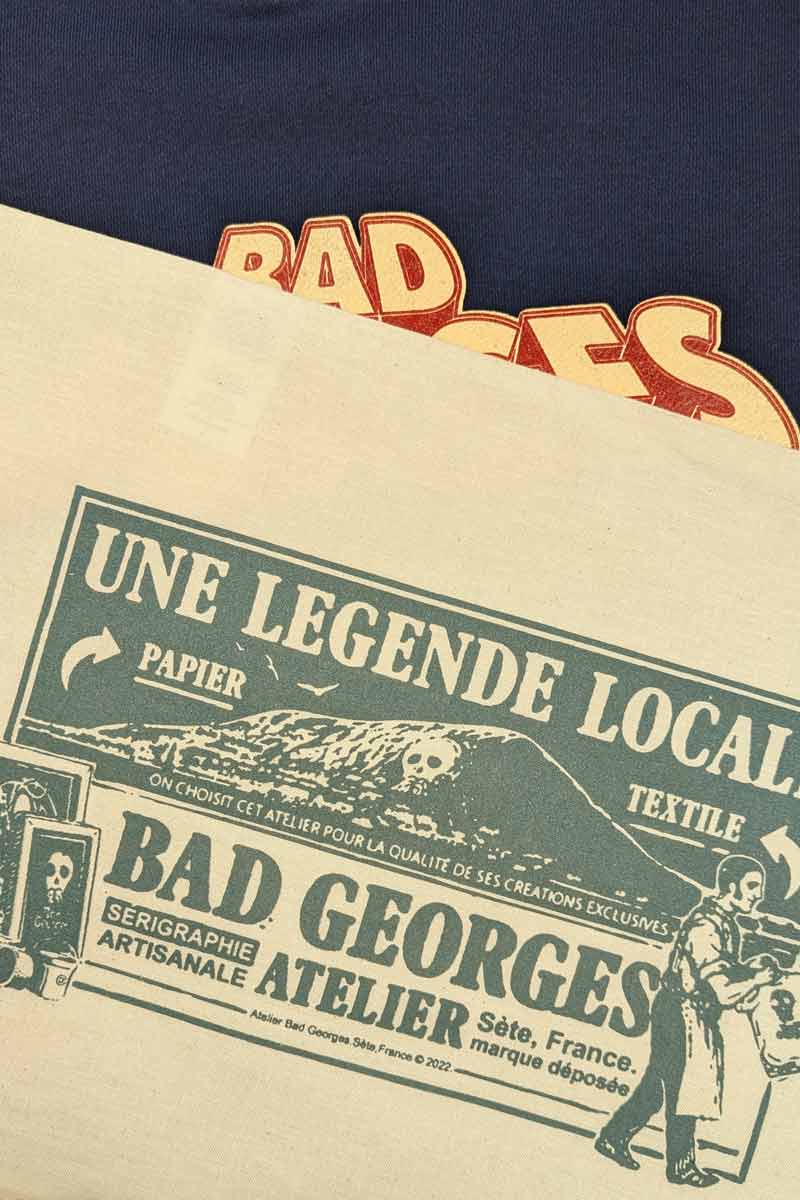 BAD
GES
UNE LEGENDE LOCAL
PAPIER
TEXTILE
ON CHOISIT CET ATELIER POUR LA QUALITÉ DE SES CREATIONS EXCLUSIVES
BAD GEORGES
SERIGRAPHIE
ARTISANALE
ATELIER
Sète, France.
marque déposée
Atelier Bad Georges.Sète,France © 2022.